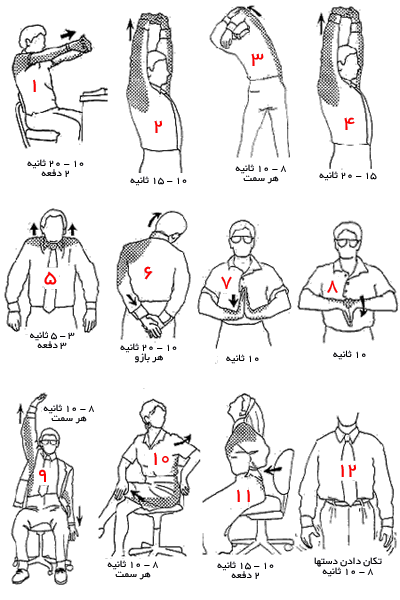 ۱
۱۰ - ۲۰ ثانیه
۲ دفعه
۲
۱۰ - ۱۵ ثانیه
۳
۸ - ۱۰ ثانیه
هر سمت
۴
۱۵ - ۲۰ ثانیه
۵
۳ - ۵ ثانیه
۳ دفعه
۶
۱۰ - ۲۰ ثانیه
هر بازو
۷
۱۰ ثانیه
۸
۱۰ ثانیه
۸ - ۱۰ ثانیه
هر سمت
۹
۱۰
۸ - ۱۰ ثانیه
هر سمت
۱۱
۱۰ - ۱۵ ثانیه
۲ دفعه
۱۲
تکان دادن دستها
۸ - ۱۰ ثانیه